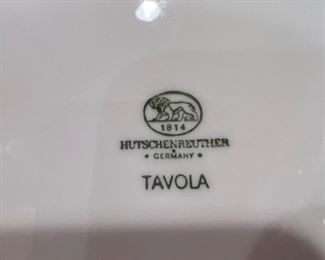 1814
HUTSCHENREUTHER
GERMANY
TAVOLA